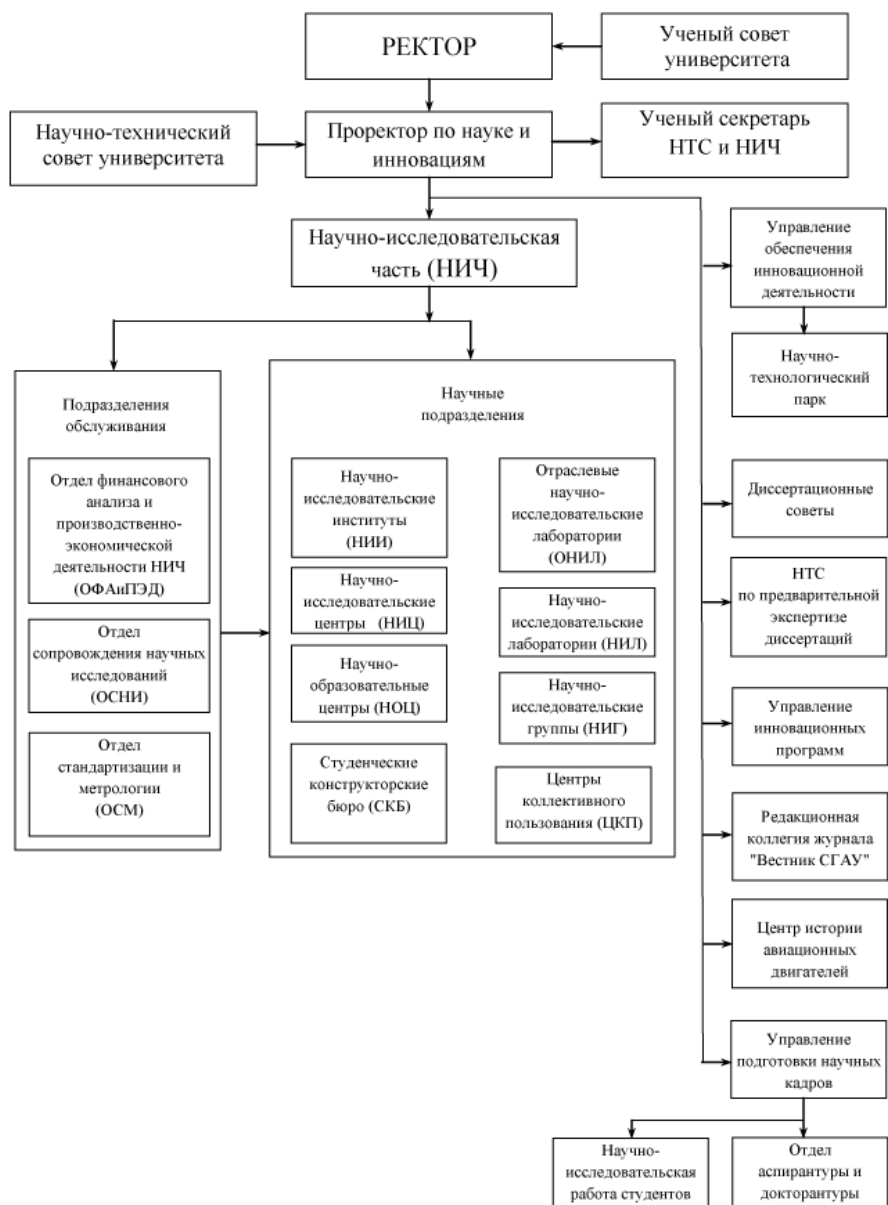 РЕКТОР
Ученый совет
университета
Научно-технический
совет университета
Проректор по науке и
инновациям
Ученый секретарь
НТС и НИЧ
Научно-исследовательская
часть (НИЧ)
Управление
обеспечения
инновационной
деятельности
Научно-
технологический
парк
Подразделения
обслуживания
Отдел финансового
анализа и
производственно-
экономической
деятельности НИЧ
(ОФАиПЭД)
Отдел
сопровождения научных
исследований
(ОСНИ)
Отдел
стандартизации и
метрологии
(ОСМ)
Научные
подразделения
Научно-
исследовательские
институты
(НИИ)
Научно-
исследовательские
центры (НИЦ)
Научно-
образовательные
центры (НОЦ)
Студенческие
конструкторские
бюро (СКБ)
Отраслевые
научно-
исследовательские
лаборатории
(ОНИЛ)
Научно-
исследовательские
лаборатории (НИЛ)
Научно-
исследовательские
группы (НИГ)
Центры
коллективного
пользования (ЦКП)
Диссертационные
советы
НТС
по предварительной
экспертизе
диссертаций
Управление
инновационных
программ
Редакционная
коллегия журнала
"Вестник СГАУ"
Центр истории
авиационных
двигателей
Управление
подготовки научных
кадров
Научно-
исследовательская
работа студентов
Отдел
аспирантуры и
докторантуры